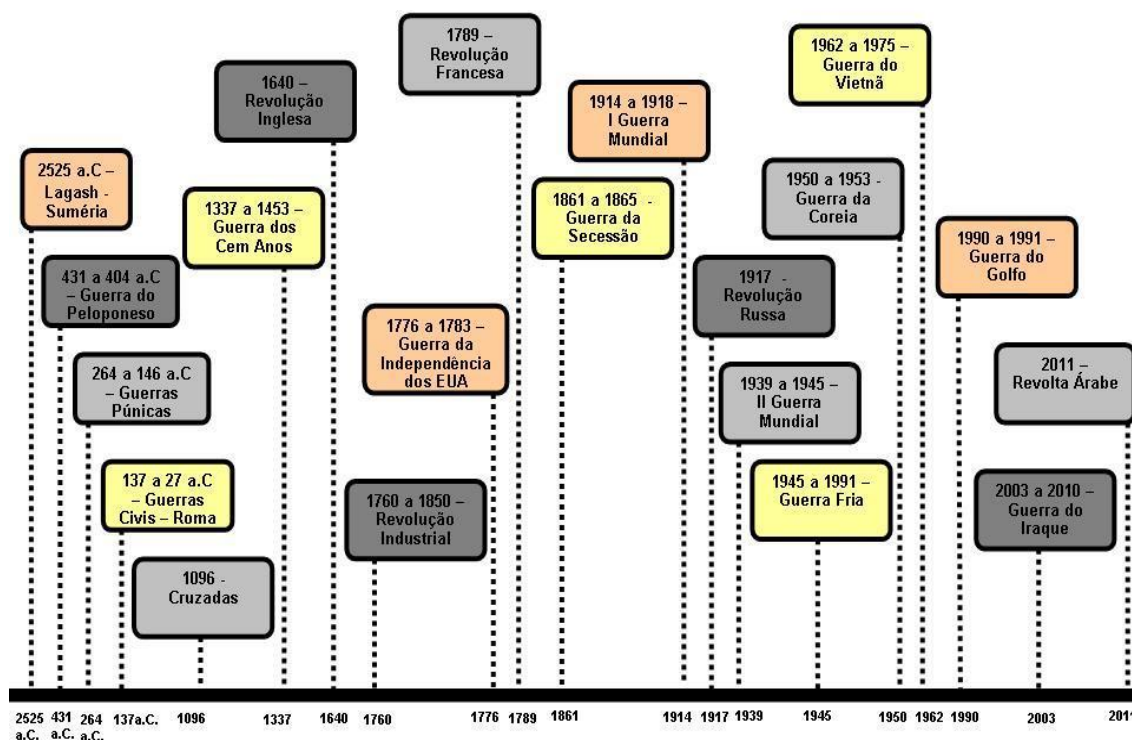 2525 a.C –
Lagash -
Suméria
431 a 404 a.C
– Guerra do
Peloponeso
264 a 146 a.C
– Guerras
Púnicas
137 a 27 a.C
– Guerras
Civis – Roma
1096 -
Cruzadas
1337 a 1453 –
Guerra dos
Cem Anos
1640 –
Revolução
Inglesa
1760 a 1850 –
Revolução
Industrial
1776 a 1783 –
Guerra da
Independência
dos EUA
1789 –
Revolução
Francesa
1861 a 1865 -
Guerra da
Secessão
1914 a 1918 –
I Guerra
Mundial
1917 -
Revolução
Russa
1939 a 1945 –
II Guerra
Mundial
1945 a 1991 –
Guerra Fria
1950 a 1953 -
Guerra da
Coreia
1962 a 1975 –
Guerra do
Vietnã
1990 a 1991 –
Guerra do
Golfo
2003 a 2010 –
Guerra do
Iraque
2011 –
Revolta Árabe
2525
a.C.
431
a.C.
264
a.C.
137a.C.
1096
1337
1640
1760
1776
1789
1861
1914
1917
1939
1945
1950
1962
1990
2003
2011